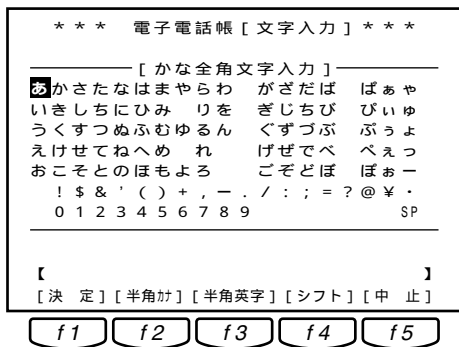 * * * 電子電話帳[文字入力] * * *
[かな全角文字入力]
あかさたなはまやらわ がざだば ぱぁゃ
いきしちにひみ りを ぎじぢび ぴぃゅ
うくすつぬふむゆるん ぐずづぶ ぷぅょ
えけせてねへめ れ げぜでべ ぺぇっ
おこそとのほもよろ ごぞどぼ ぽぉー
!$&'()+,-./:;=?@¥・
0123456789 SP
【 】
[決 定][半角カナ][半角英字][シフト][中 止]
f1 f2 f3 f4 f5